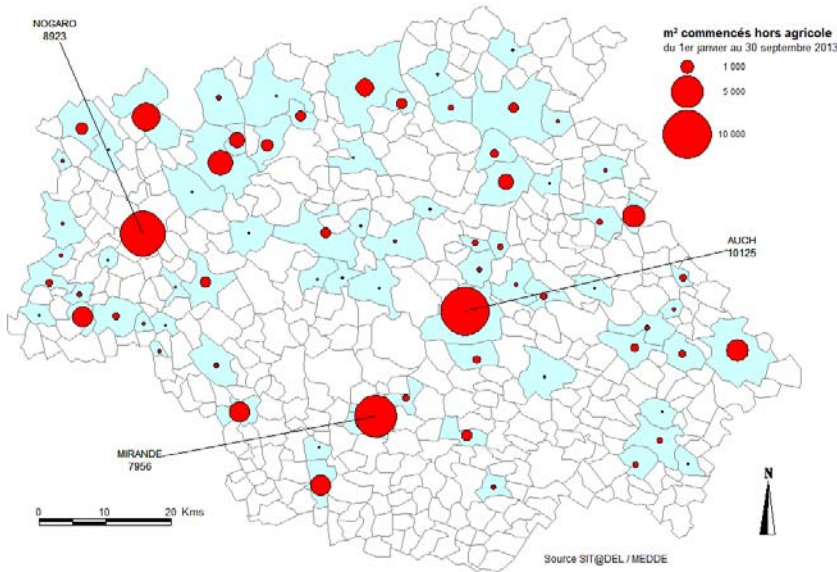 NOGARO
8923
m² commencés hors agricole
du 1er janvier au 30 septembre 2013
1 000
5 000
10 000
AUCH
10125
MIRANDE
7956
N
0 10 20 Kms
Source SIT@DEL / MEDDE